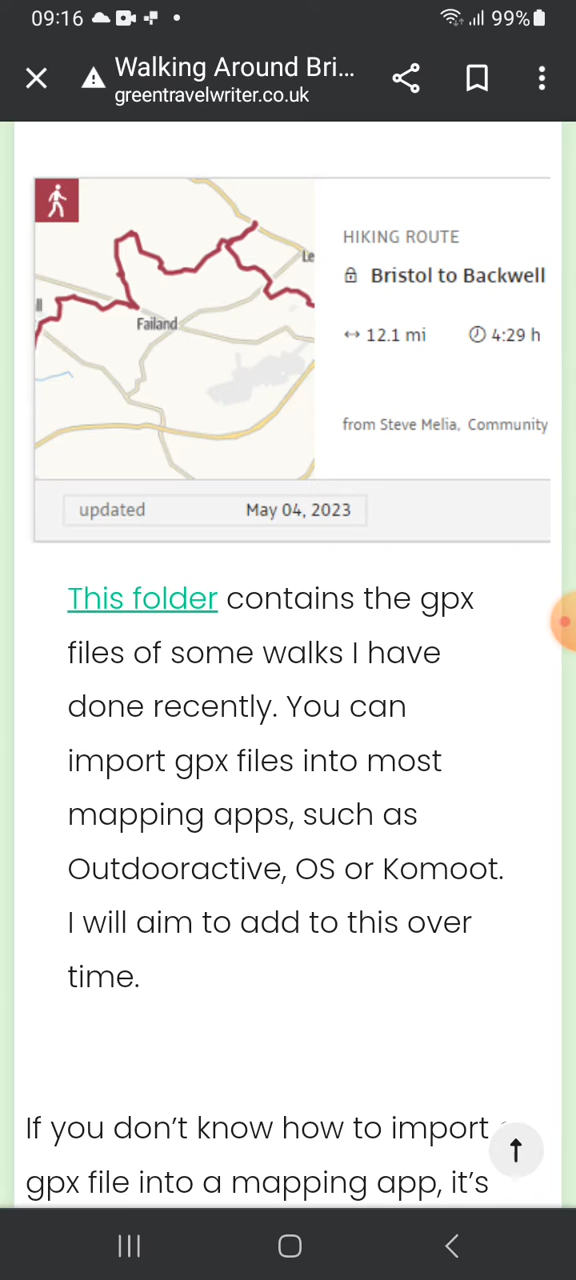 09:16
99%
Walking Around Bri...
greentravelwriter.co.uk
Le
ll
Failand
HIKING ROUTE
Bristol to Backwell
12.1 mi 4:29 h
from Steve Melia, Community
updated May 04, 2023
This folder contains the gpx
files of some walks I have
done recently. You can
import gpx files into most
mapping apps, such as
Outdooractive, OS or Komoot.
I will aim to add to this over
time.
If you don’t know how to import
gpx file into a mapping app, it’s